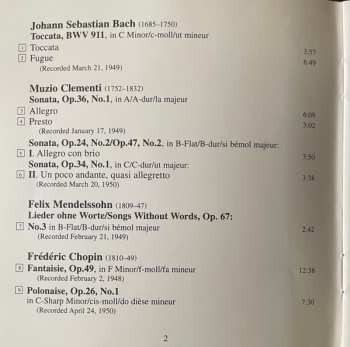 Johann Sebastian Bach (1685–1750)
Toccata, BWV 911, in C Minor/c-moll/ut mineur
1 Toccata 3:57
2 Fugue 6:49
(Recorded March 21, 1949)
Muzio Clementi (1752–1832)
Sonata, Op.36, No.1, in A/A-dur/la majeur
3 Allegro 6:08
4 Presto 3:02
(Recorded January 17, 1949)
Sonata, Op.24, No.2/Op.47, No.2, in B-Flat/B-dur/si bémol majeur:
5 I. Allegro con brio 3:50
Sonata, Op.34, No.1, in C/C-dur/ut majeur:
6 II. Un poco andante, quasi allegretto 3:38
(Recorded March 20, 1950)
Felix Mendelssohn (1809–47)
Lieder ohne Worte/Songs Without Words, Op. 67:
7 No.3 in B-Flat/B-dur/si bémol majeur 2:42
(Recorded February 21, 1949)
Frédéric Chopin (1810–49)
8 Fantaisie, Op.49, in F Minor/f-moll/fa mineur 12:38
(Recorded February 2, 1948)
9 Polonaise, Op.26, No.1
in C-Sharp Minor/cis-moll/do dièse mineur 7:30
(Recorded April 24, 1950)
2